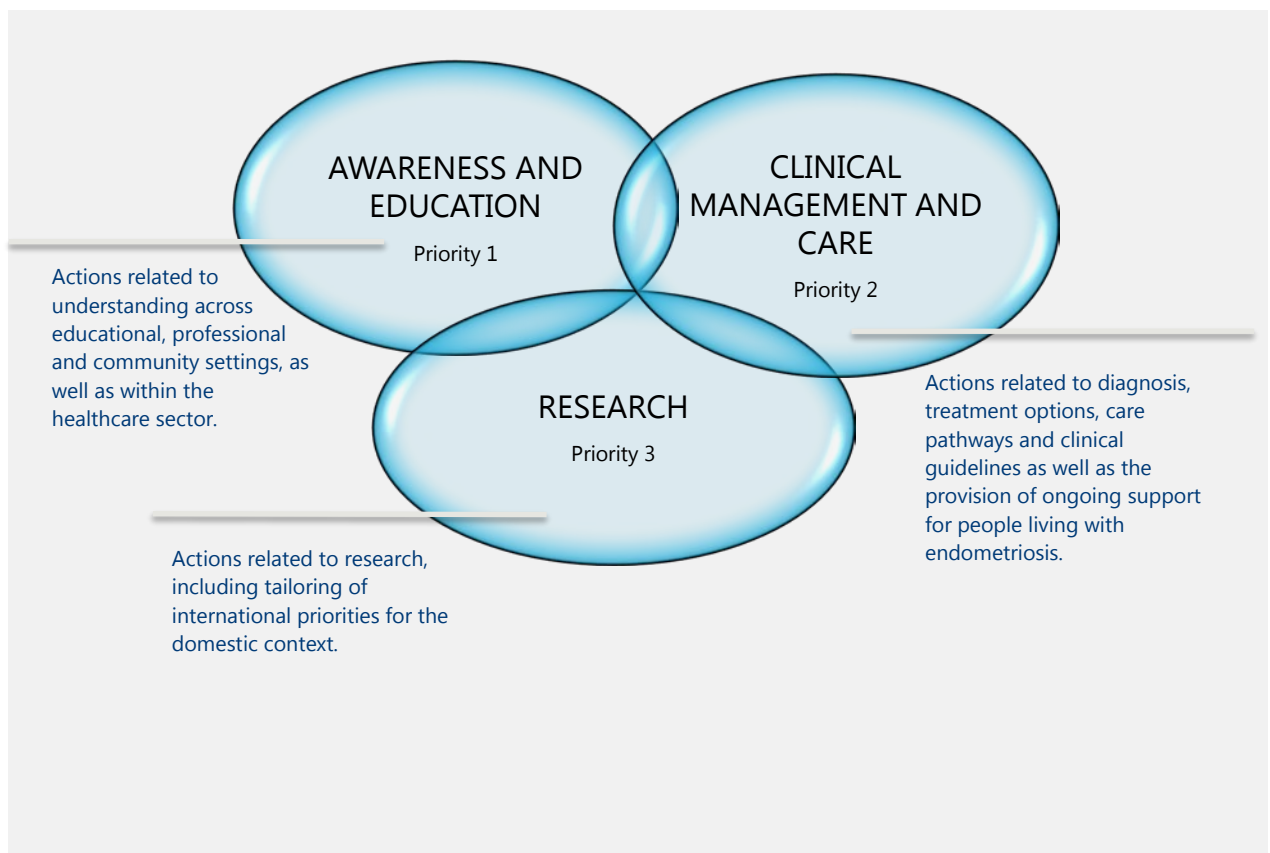 AWARENESS AND
EDUCATION
Priority 1
CLINICAL
MANAGEMENT AND
CARE
Priority 2
Actions related to
understanding across
educational, professional
and community settings, as
well as within the
healthcare sector.
RESEARCH
Priority 3
Actions related to diagnosis,
treatment options, care
pathways and clinical
guidelines as well as the
provision of ongoing support
for people living with
endometriosis.
Actions related to research,
including tailoring of
international priorities for the
domestic context.